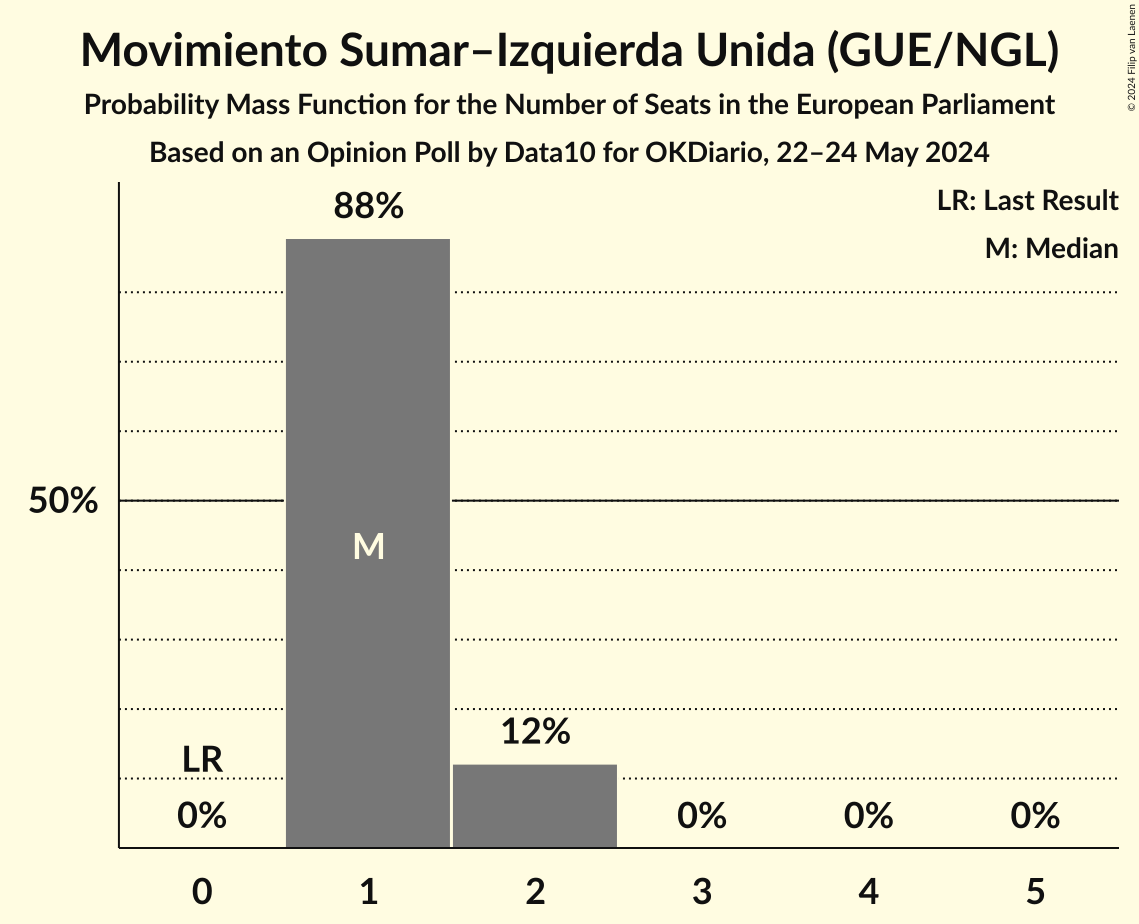 Movimiento Sumar–Izquierda Unida (GUE/NGL)
Probability Mass Function for the Number of Seats in the European Parliament
Based on an Opinion Poll by Data10 for OKDiario, 22–24 May 2024
© 2024 Filip van Laenen
LR: Last Result
M: Median
88%
50%
M
12%
LR
0%
0%
0%
0%
0
1
2
3
4
5